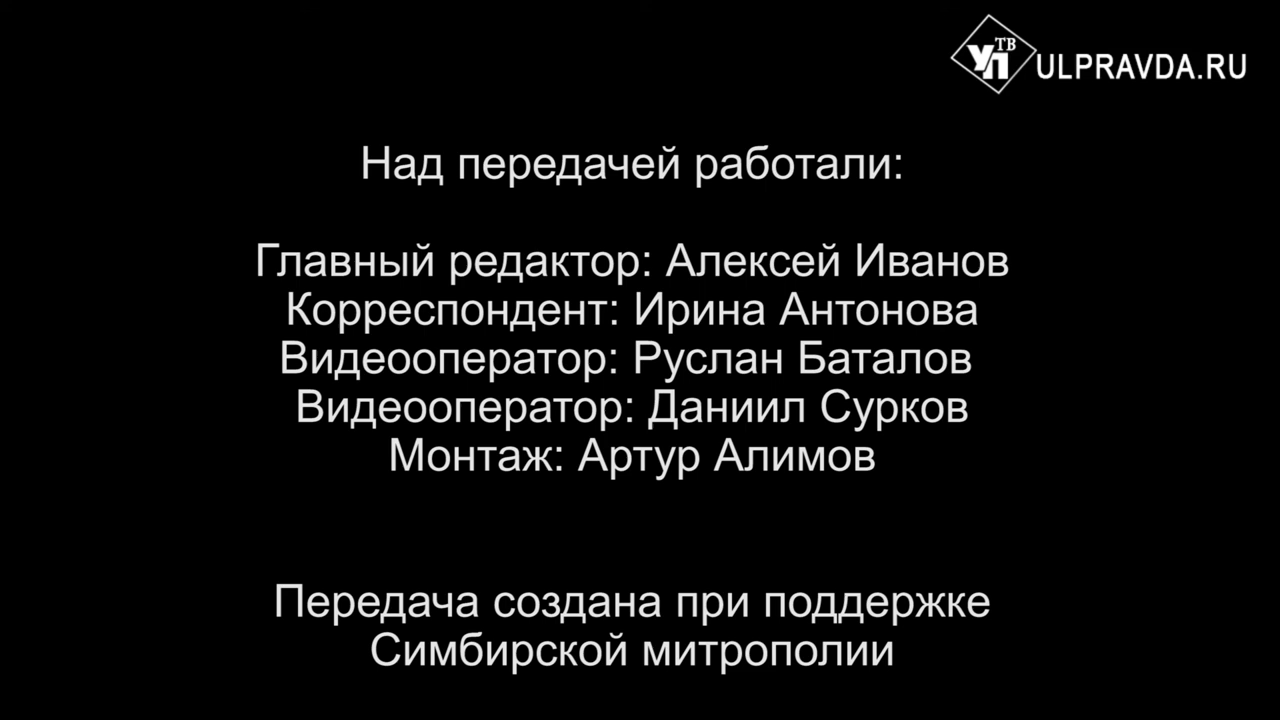 ТВ
УП
ULPRAVDA.RU
Над передачей работали:
Главный редактор: Алексей Иванов
Корреспондент: Ирина Антонова
Видеооператор: Руслан Баталов
Видеооператор: Даниил Сурков
Монтаж: Артур Алимов
Передача создана при поддержке
Симбирской митрополии